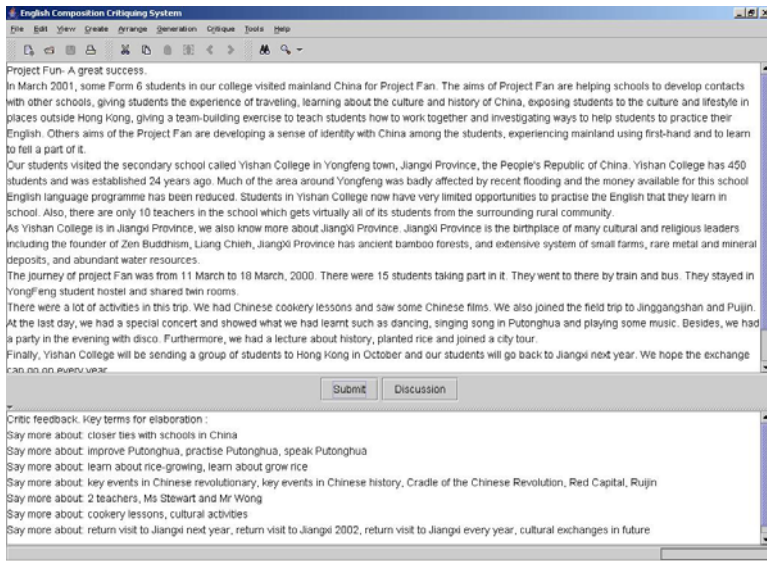 English Composition Critiquing System
File Edit View Create Arrange Generation Critique Tools Help
Project Fun- A great success.
In March 2001, some Form 6 students in our college visited mainland China for Project Fan. The aims of Project Fan are helping schools to develop contacts
with other schools, giving students the experience of traveling, learning about the culture and history of China, exposing students to the culture and lifestyle in
places outside Hong Kong, giving a team-building exercise to teach students how to work together and investigating ways to help students to practice their
English. Others aims of the Project Fan are developing a sense of identity with China among the students, experiencing mainland using first-hand and to learn
to fell a part of it.
Our students visited the secondary school called Yishan College in Yongfeng town, Jiangxi Province, the People's Republic of China. Yishan College has 450
students and was established 24 years ago. Much of the area around Yongfeng was badly affected by recent flooding and the money available for this school
English language programme has been reduced. Students in Yishan College now have very limited opportunities to practise the English that they learn in
school. Also, there are only 10 teachers in the school which gets virtually all of its students from the surrounding rural community.
As Yishan College is in Jiangxi Province, we also know more about JiangXi Province. JiangXi Province is the birthplace of many cultural and religious leaders
including the founder of Zen Buddhism, Liang Chieh, JiangXi Province has ancient bamboo forests, and extensive system of small farms, rare metal and mineral
deposits, and abundant water resources.
The journey of project Fan was from 11 March to 18 March, 2000. There were 15 students taking part in it. They went to there by train and bus. They stayed in
YongFeng student hostel and shared twin rooms.
There were a lot of activities in this trip. We had Chinese cookery lessons and saw some Chinese films. We also joined the field trip to Jinggangshan and Puijin.
At the last day, we had a special concert and showed what we had learnt such as dancing, singing song in Putonghua and playing some music. Besides, we had
a party in the evening with disco. Furthermore, we had a lecture about history, planted rice and joined a city tour.
Finally, Yishan College will be sending a group of students to Hong Kong in October and our students will go back to Jiangxi next year. We hope the exchange
can go on every year
Submit Discussion
Critic feedback. Key terms for elaboration :
Say more about: closer ties with schools in China
Say more about: improve Putonghua, practise Putonghua, speak Putonghua
Say more about: learn about rice-growing, learn about grow rice
Say more about: key events in Chinese revolutionary, key events in Chinese history, Cradle of the Chinese Revolution, Red Capital, Ruijin
Say more about: 2 teachers, Ms Stewart and Mr Wong
Say more about: cookery lessons, cultural activities
Say more about: return visit to Jiangxi next year, return visit to Jiangxi 2002, return visit to Jiangxi every year, cultural exchanges in future